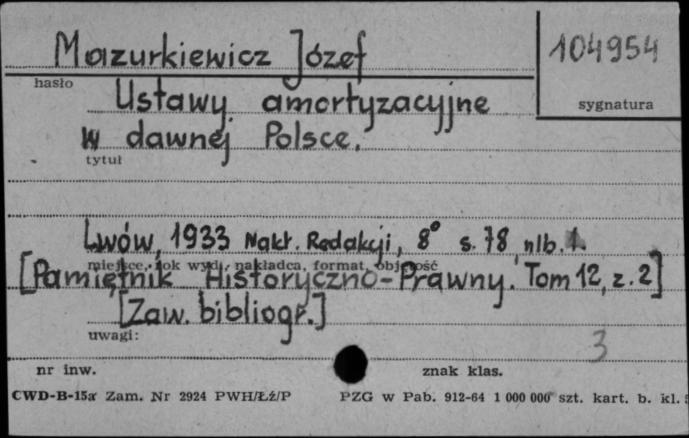 Mazurkiewicz Józef
104954
hasło
sygnatura
Ustawy amortyzacyjne
w dawnej Polsce.
tytuł
Lwów, 1933 Nakł. Redakcji, 8° s. 78 nlb. 1.
miejsce, rok wyd., nakładca, format, objętość
[Pamiętnik Historyczno-Prawny. Tom 12, z. 2]
[Zaw. bibliogr.]
uwagi:
3
nr inw.
znak klas.
CWD-B-15a Zam. Nr 2924 PWH/Łź/P PZG w Pab. 912-64 1 000 000 szt. kart. b. kl.